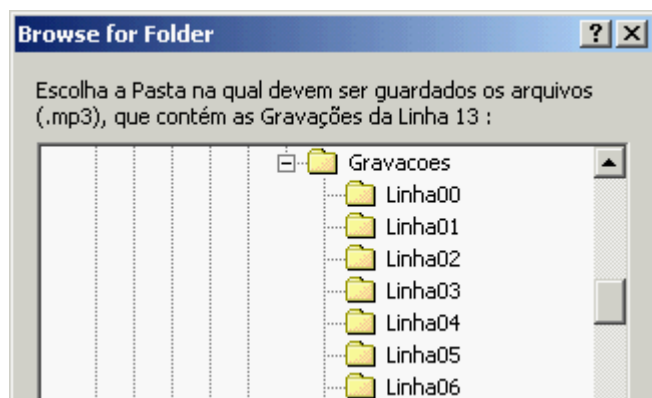 Browse for Folder
Escolha a Pasta na qual devem ser guardados os arquivos
(.mp3), que contém as Gravações da Linha 13 :
Gravacoes
Linha00
Linha01
Linha02
Linha03
Linha04
Linha05
Linha06